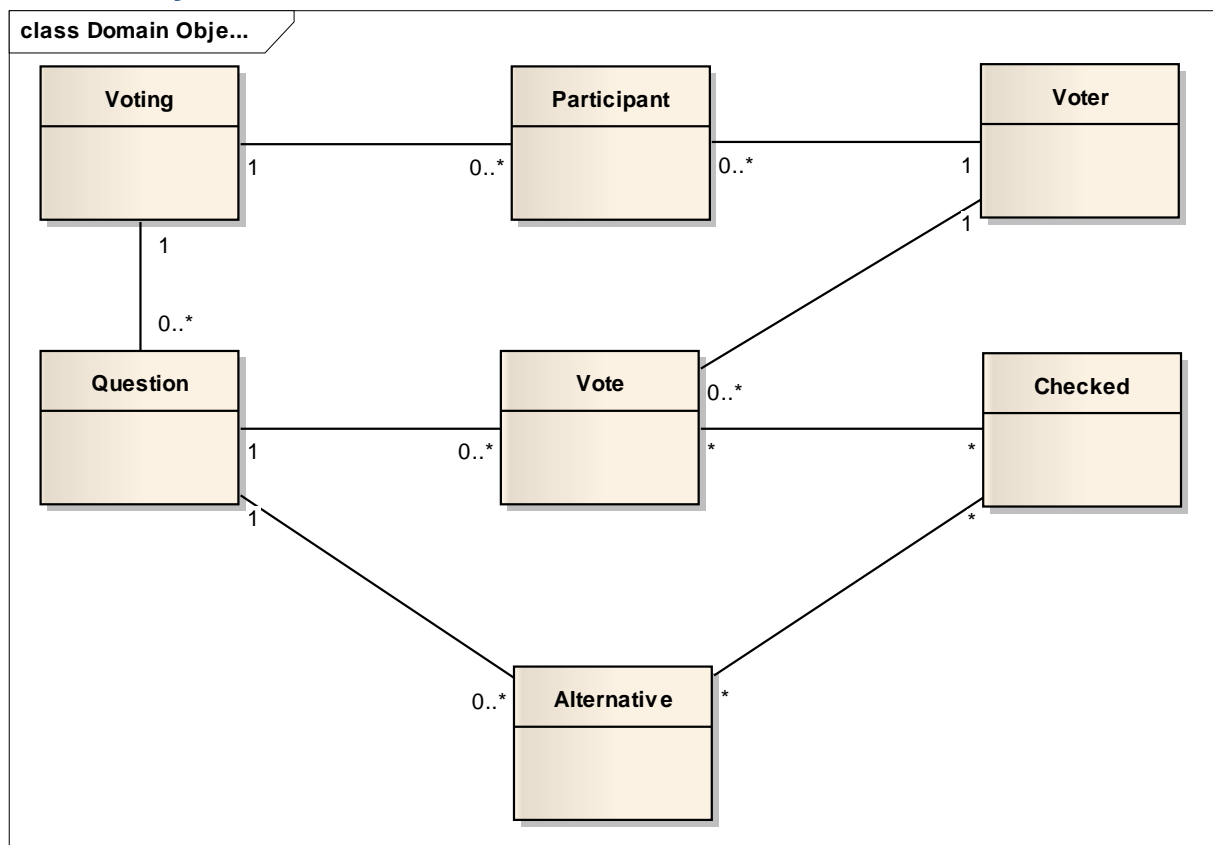 class Domain Obje...
Voting
Participant
Voter
1
0..*
0..*
1
1
1
0..*
Question
Vote
Checked
0..*
1
0..*
*
*
1
*
0..*
Alternative
*